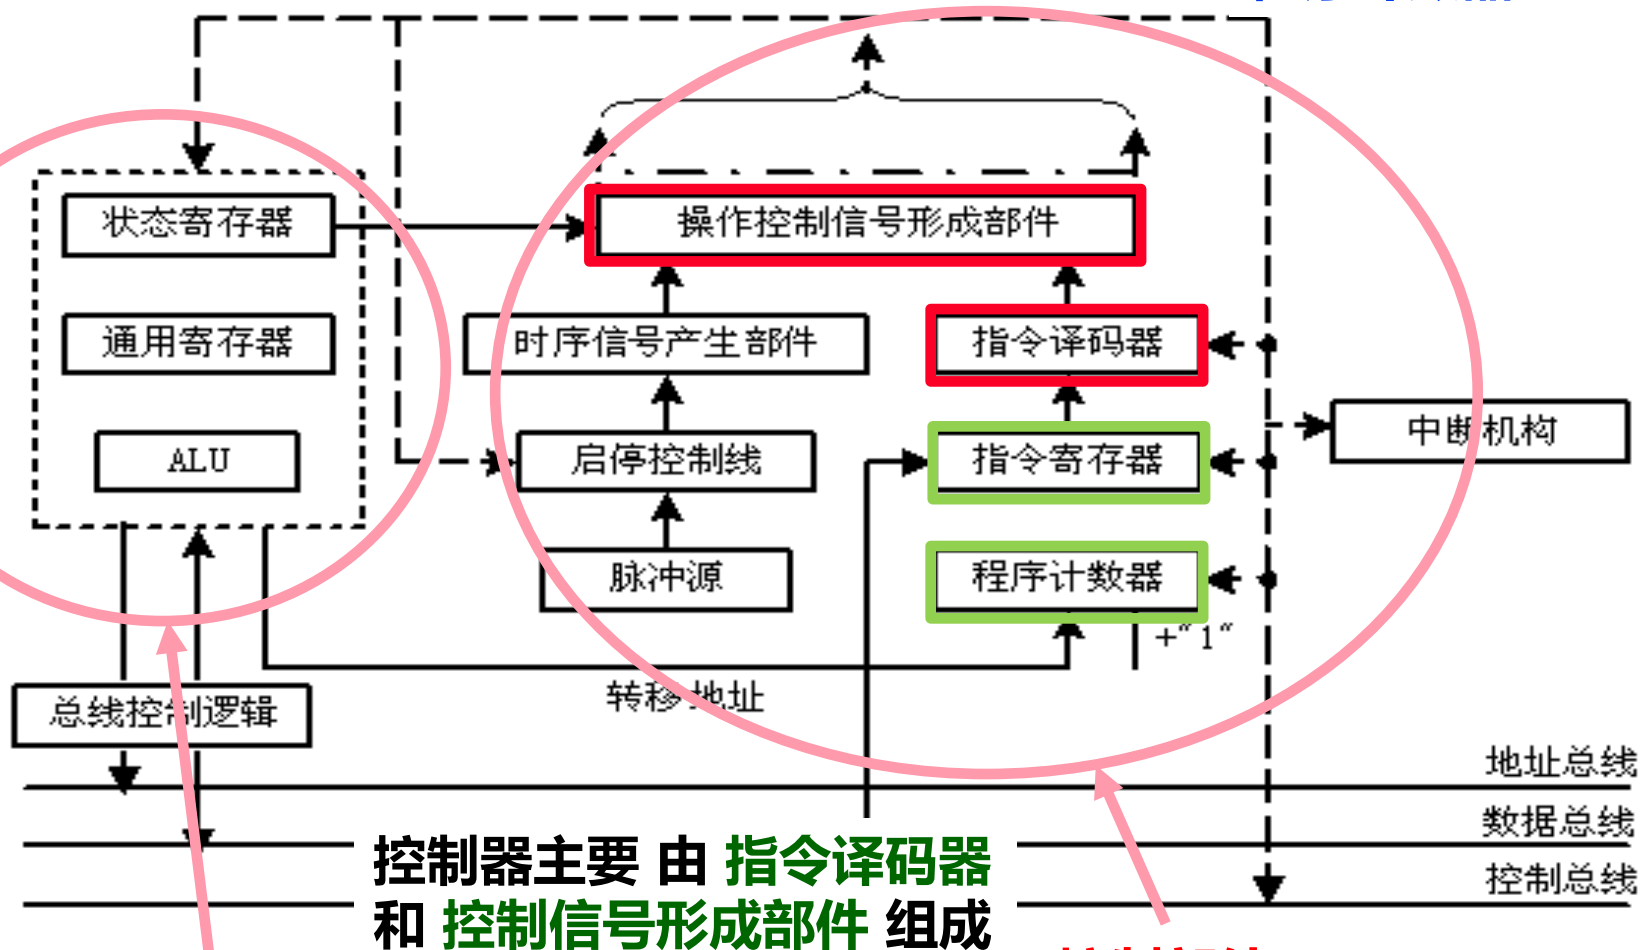 状态寄存器
操作控制信号形成部件
通用寄存器
时序信号产生部件
指令译码器
ALU
启停控制线
指令寄存器
中断机构
脉冲源
程序计数器
+"1"
转移地址
总线控制逻辑
地址总线
数据总线
控制总线
控制器主要 由 指令译码器
和 控制信号形成部件 组成